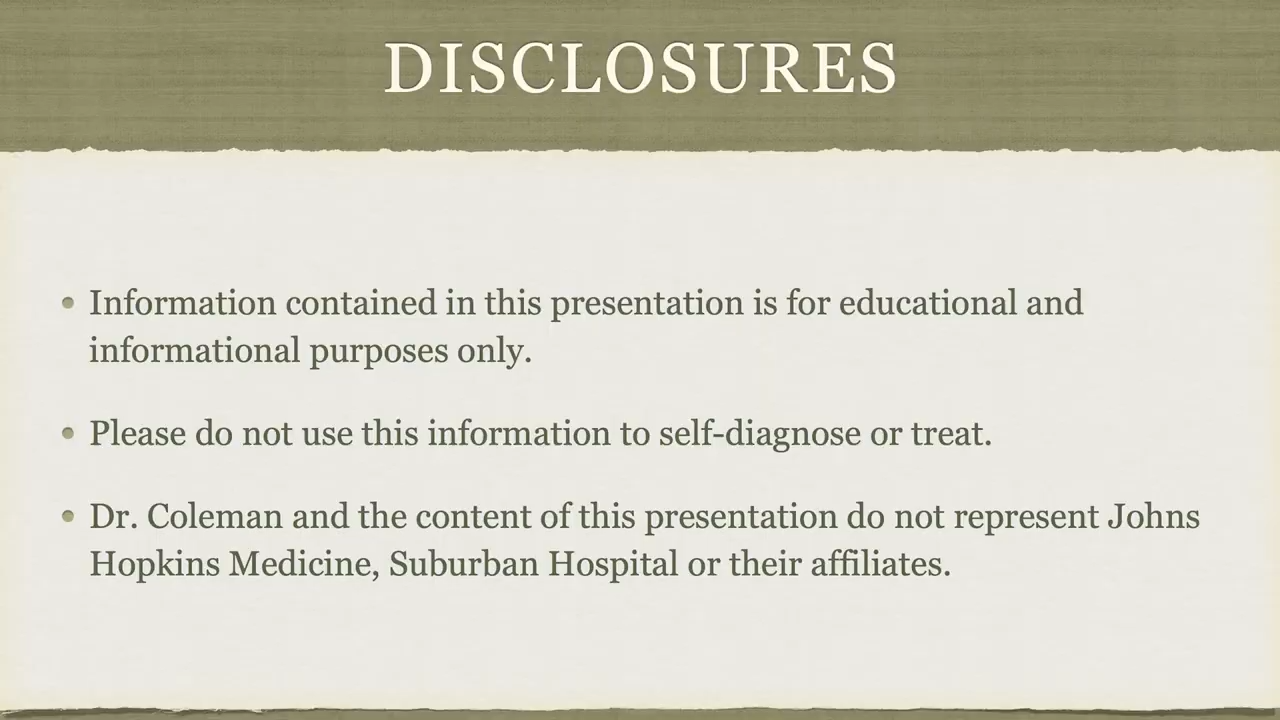 DISCLOSURES
• Information contained in this presentation is for educational and
informational purposes only.
• Please do not use this information to self-diagnose or treat.
• Dr. Coleman and the content of this presentation do not represent Johns
Hopkins Medicine, Suburban Hospital or their affiliates.